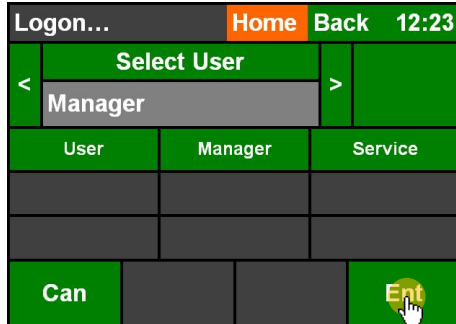 Logon... Home Back 12:23
< Select User >
Manager
User Manager Service
Can Ent